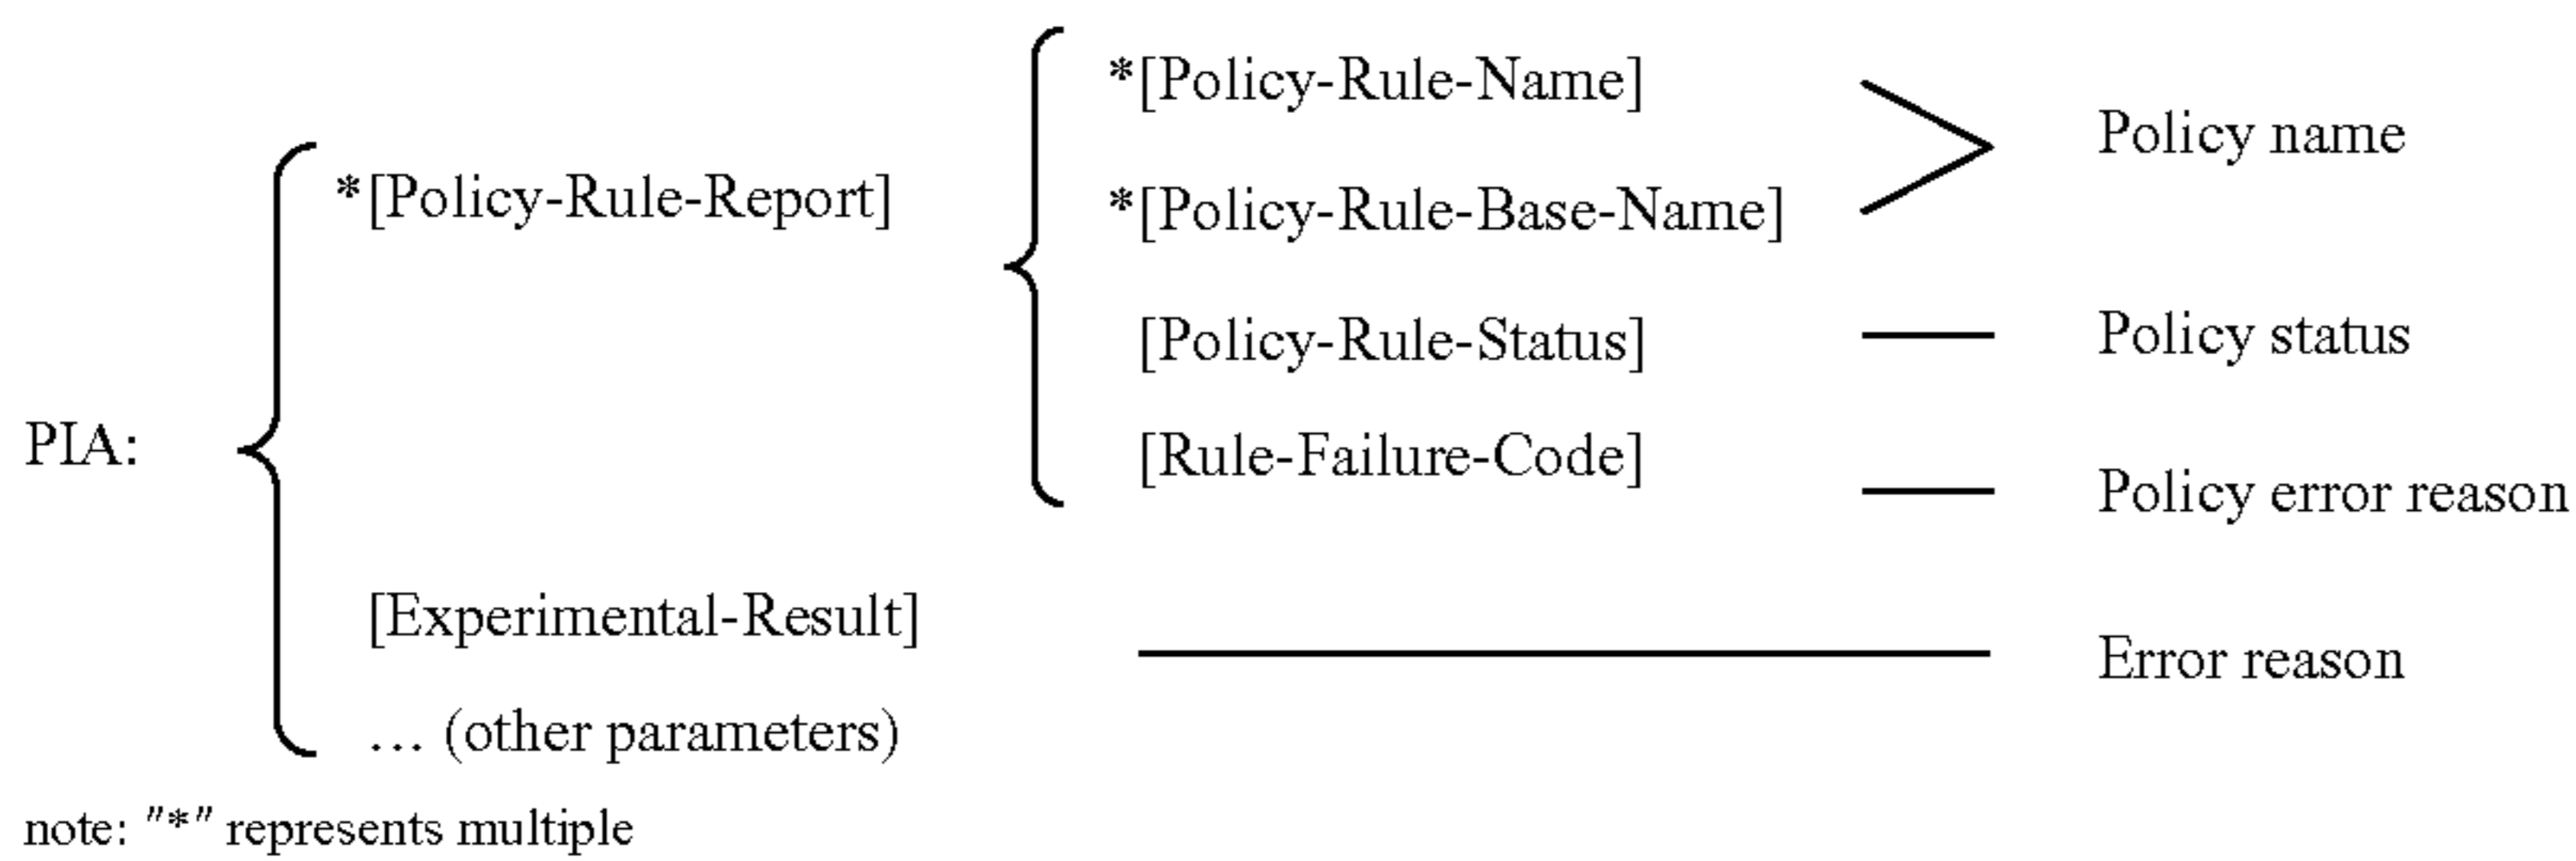 *[Policy-Rule-Name]
Policy name
*[Policy-Rule-Report]
*[Policy-Rule-Base-Name]
[Policy-Rule-Status]
Policy status
PIA:
[Rule-Failure-Code]
Policy error reason
[Experimental-Result]
Error reason
... (other parameters)
note: "*" represents multiple